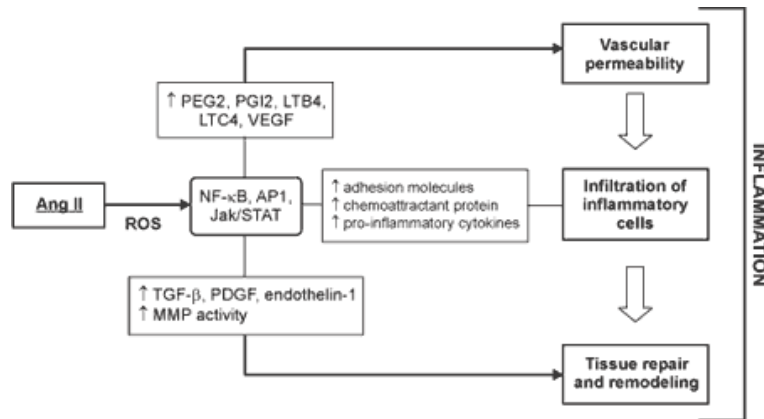 Vascular
permeability
↑ PEG2, PGI2, LTB4,
LTC4, VEGF
Ang II
ROS
NF-κB, AP1,
Jak/STAT
↑ adhesion molecules
↑ chemoattractant protein
↑ pro-inflammatory cytokines
Infiltration of
inflammatory
cells
↑ TGF-β, PDGF, endothelin-1
↑ MMP activity
Tissue repair
and remodeling
INFLAMMATION